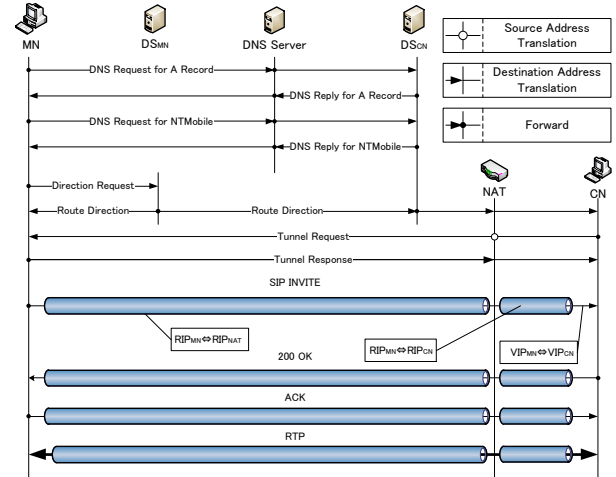 MN
DSMN
DNS Server
DSCN
Source Address
Translation
Destination Address
Translation
Forward
DNS Request for A Record
DNS Reply for A Record
DNS Request for NTMobile
DNS Reply for NTMobile
NAT
CN
Direction Request
Route Direction
Route Direction
Tunnel Request
Tunnel Response
SIP INVITE
RIPMN⇔RIPNAT
RIPMN⇔RIPCN
VIPMN⇔VIPCN
200 OK
ACK
RTP